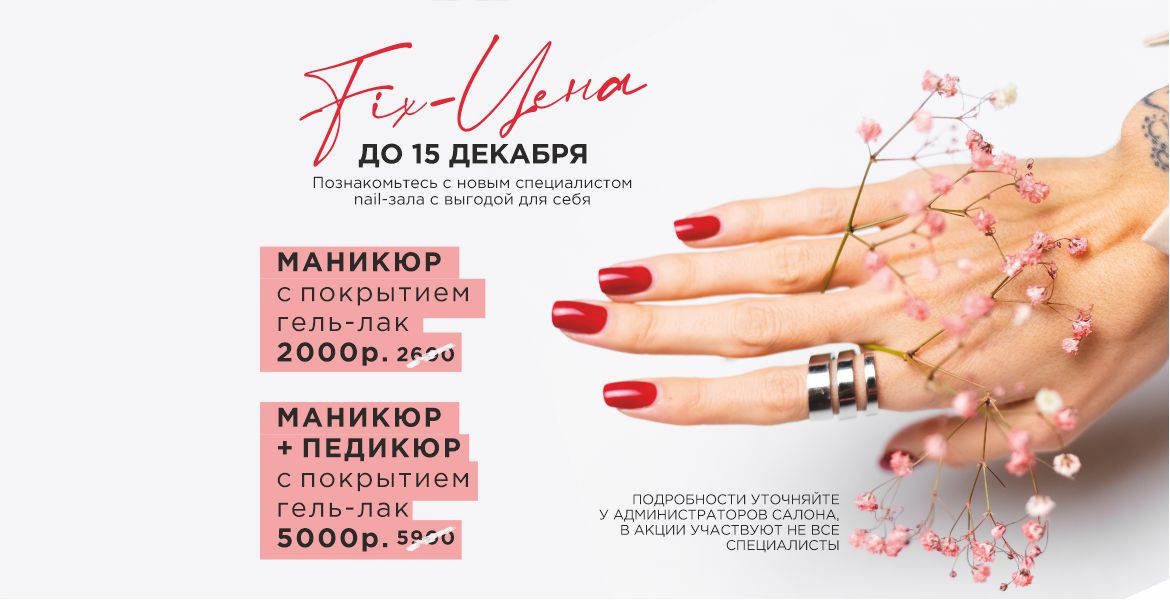 Fix-Цена
ДО 15 ДЕКАБРЯ
Познакомьтесь с новым специалистом
nail-зала с выгодой для себя
МАНИКЮР
с покрытием
гель-лак
2000р. 2600
МАНИКЮР
+ ПЕДИКЮР
с покрытием
гель-лак
5000р. 5900
ПОДРОБНОСТИ УТОЧНЯЙТЕ
У АДМИНИСТРАТОРОВ САЛОНА,
В АКЦИИ УЧАСТВУЮТ НЕ ВСЕ
СПЕЦИАЛИСТЫ